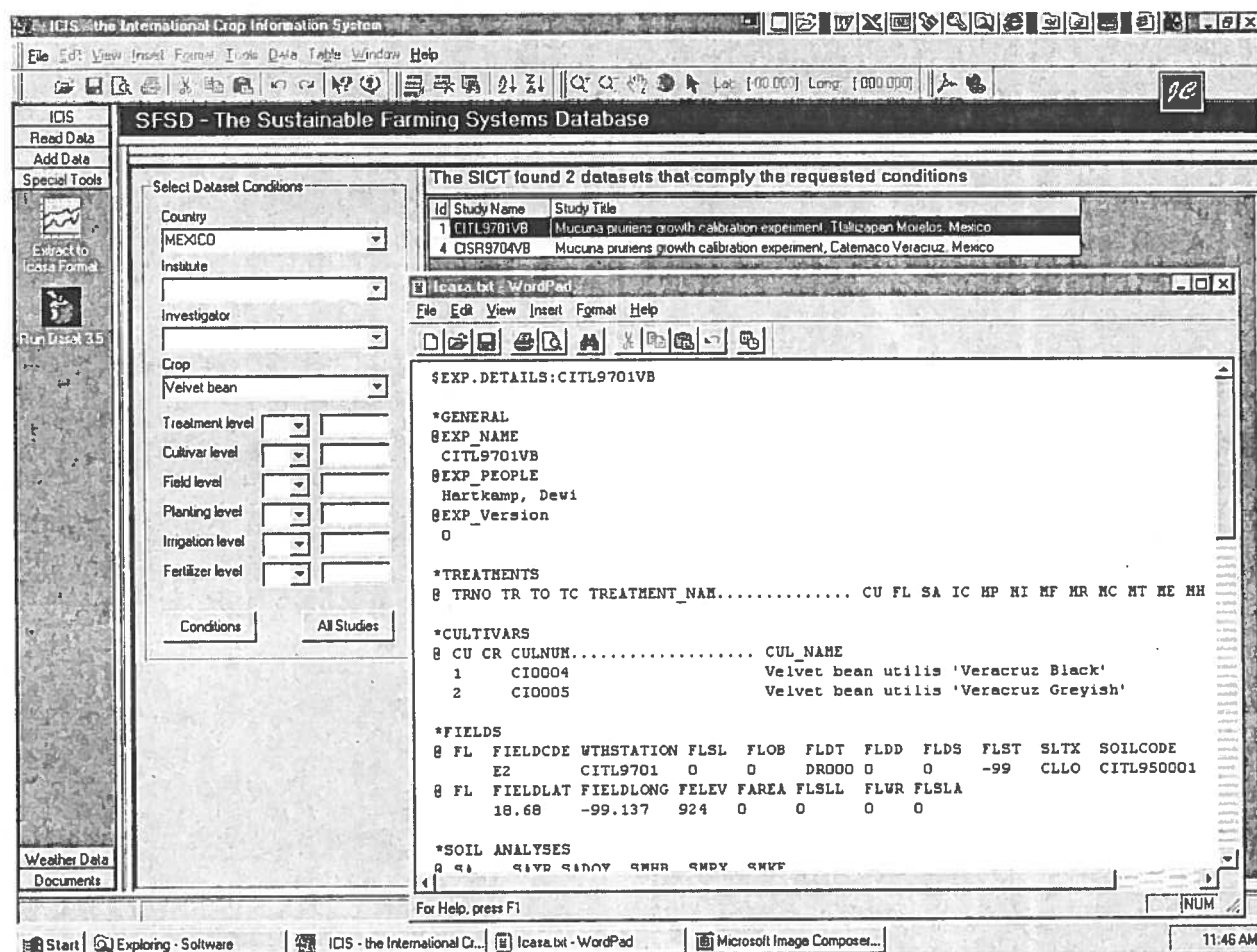 ICIS - the International Crop Information System
File Edit View Insert Format Tools Data Table Window Help
Lat: [00.000] Long: [000.000]
JC
ICIS
Read Data
Add Data
Special Tools
Extract to
Icasa Format
Run Dssat 3.5
Weather Data
Documents
SFSD - The Sustainable Farming Systems Database
Select Dataset Conditions
Country
MEXICO
Institute
Investigator
Crop
Velvet bean
Treatment level
Cultivar level
Field level
Planting level
Irrigation level
Fertilizer level
Conditions All Studies
The SICT found 2 datasets that comply the requested conditions
Id Study Name Study Title
1 CITL9701VB Mucuna pruriens growth calibration experiment, Tlaltizapan Morelos, Mexico
4 CISR9704VB Mucuna pruriens growth calibration experiment, Catemaco Veracruz, Mexico
Icasa.txt - WordPad
File Edit View Insert Format Help
$EXP.DETAILS:CITL9701VB
*GENERAL
@EXP_NAME
CITL9701VB
@EXP_PEOPLE
Hartkamp, Dewi
@EXP_Version
0
*TREATMENTS
@ TRNO TR TO TC TREATMENT_NAM.............. CU FL SA IC MP MI MF MR MC MT ME MH
*CULTIVARS
@ CU CR CULNUM................... CUL_NAME
1 CI0004 Velvet bean utilis 'Veracruz Black'
2 CI0005 Velvet bean utilis 'Veracruz Greyish'
*FIELDS
@ FL FIELDCDE WTHSTATION FLSL FLOB FLDT FLDD FLDS FLST SLTX SOILCODE
E2 CITL9701 0 0 DR000 0 0 -99 CLLO CITL950001
@ FL FIELDLAT FIELDLONG FELEV FAREA FLSLL FLWR FLSLA
18.68 -99.137 924 0 0 0 0
*SOIL ANALYSES
@ SA SAYR SADOY SMHB SMPX SMKE
For Help, press F1
NUM
Start Exploring - Software ICIS - the International Cr... Icasa.txt - WordPad Microsoft Image Composer... 11:46 AM